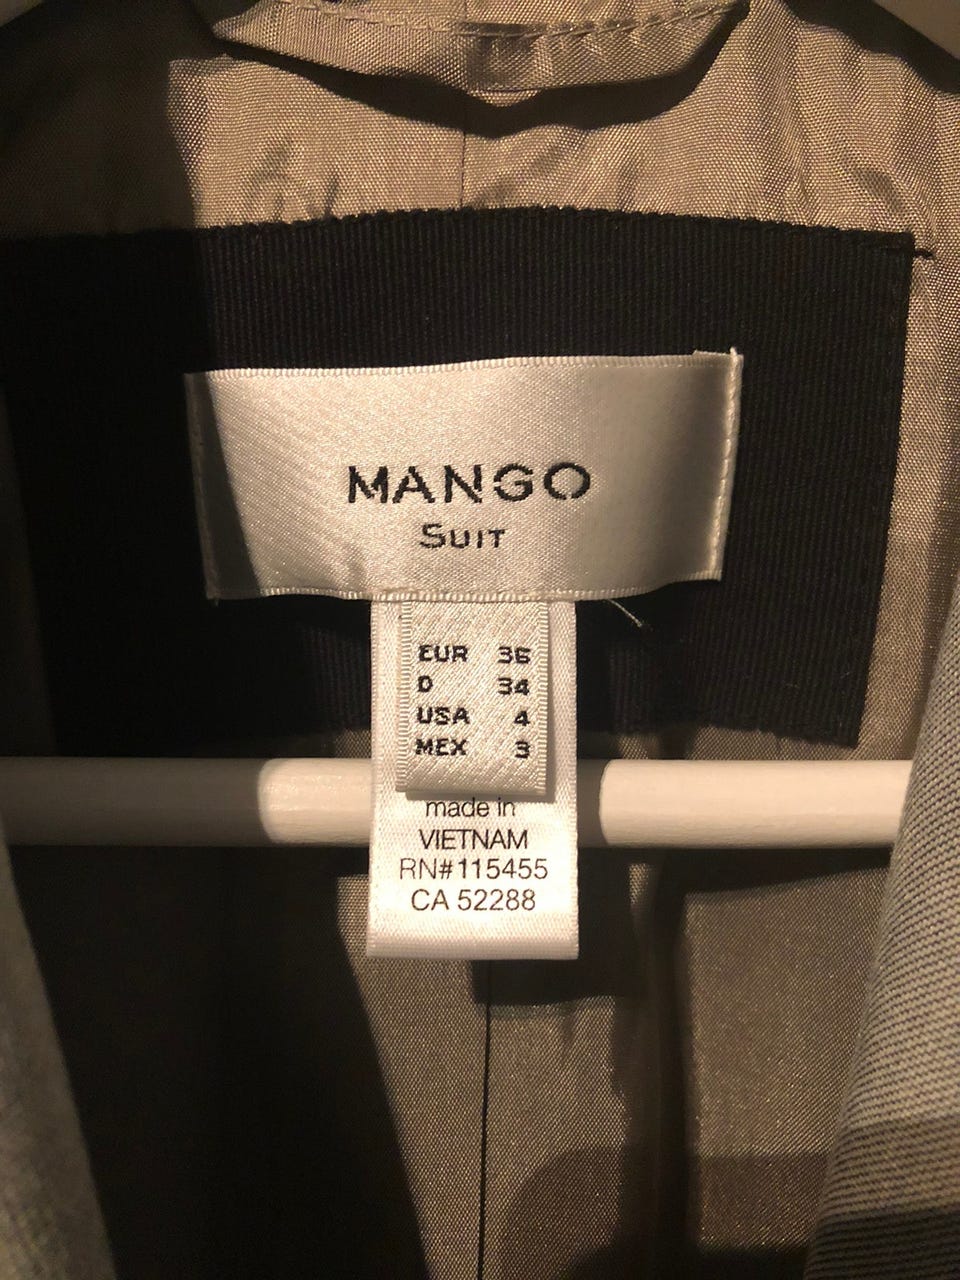 MANGO
SUIT
EUR 36
D 34
USA 4
MEX 3
made in
VIETNAM
RN#115455
CA 52288